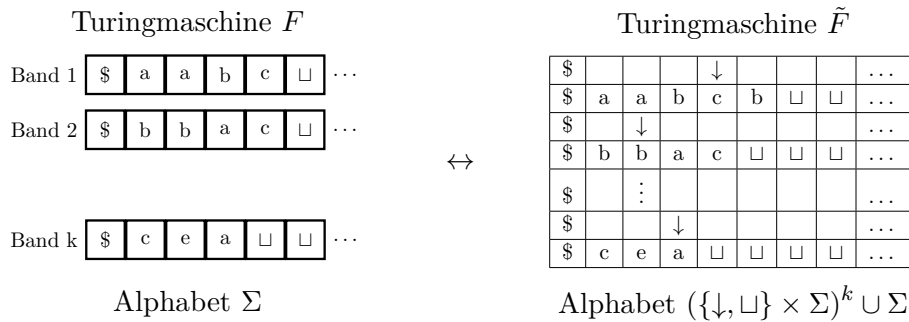 Turingmaschine F
Band 1 $ a a b c ⊔ ⋯
Band 2 $ b b a c ⊔ ⋯
Band k $ c e a ⊔ ⊔ ⋯
Alphabet Σ
↔
Turingmaschine F̃
$ ↓ …
$ a a b c b ⊔ ⊔ …
$ ↓ …
$ b b a c ⊔ ⊔ ⊔ …
$ ⋮ …
$ ↓ …
$ c e a ⊔ ⊔ ⊔ ⊔ …
Alphabet ({↓, ⊔} × Σ)^k ∪ Σ